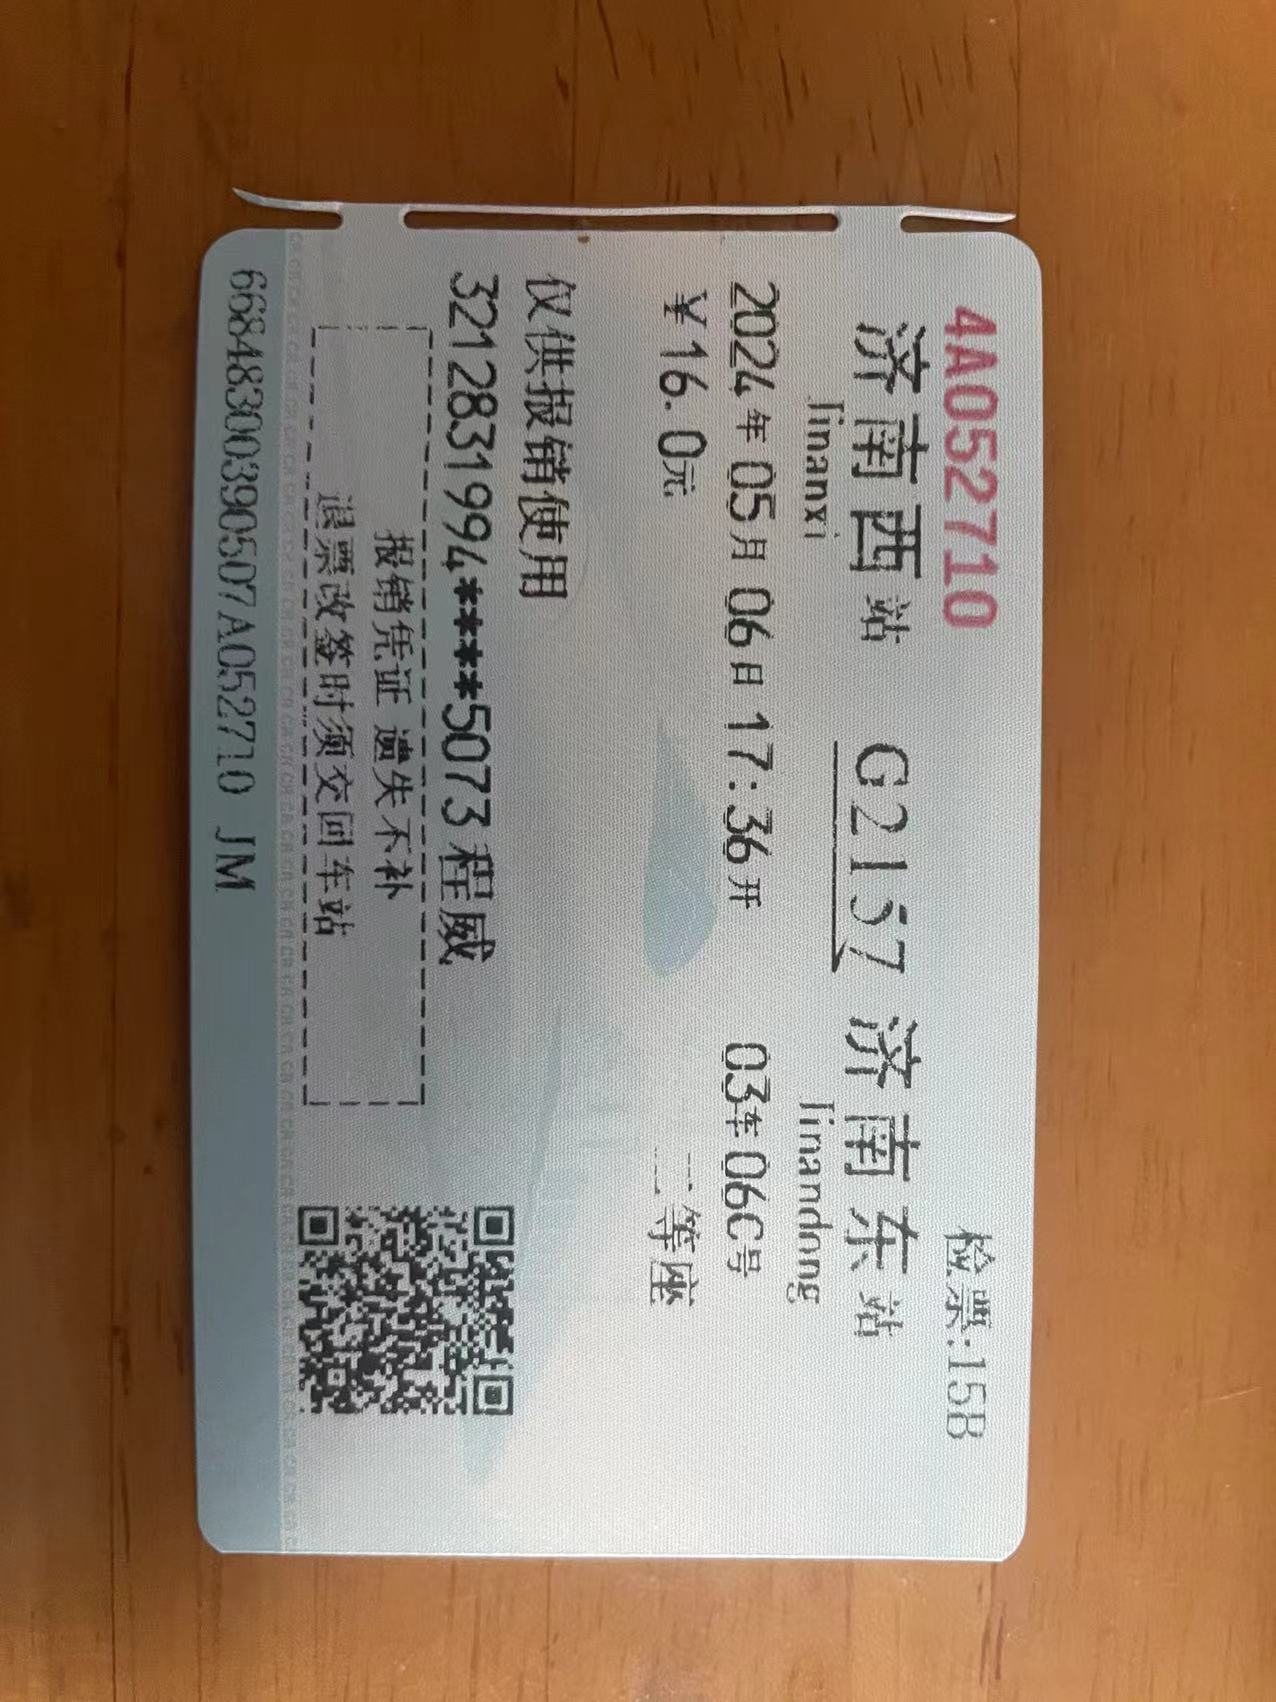 4A052710 检票:15B
济南西站 G2157 济南东站
Jinanxi Jinandong
2024年05月06日17:36开 03车06C号
¥16.0元 二等座
仅供报销使用
3212831994****5073程威
报销凭证 遗失不补
退票改签时须交回车站
66848300390507A052710 JM